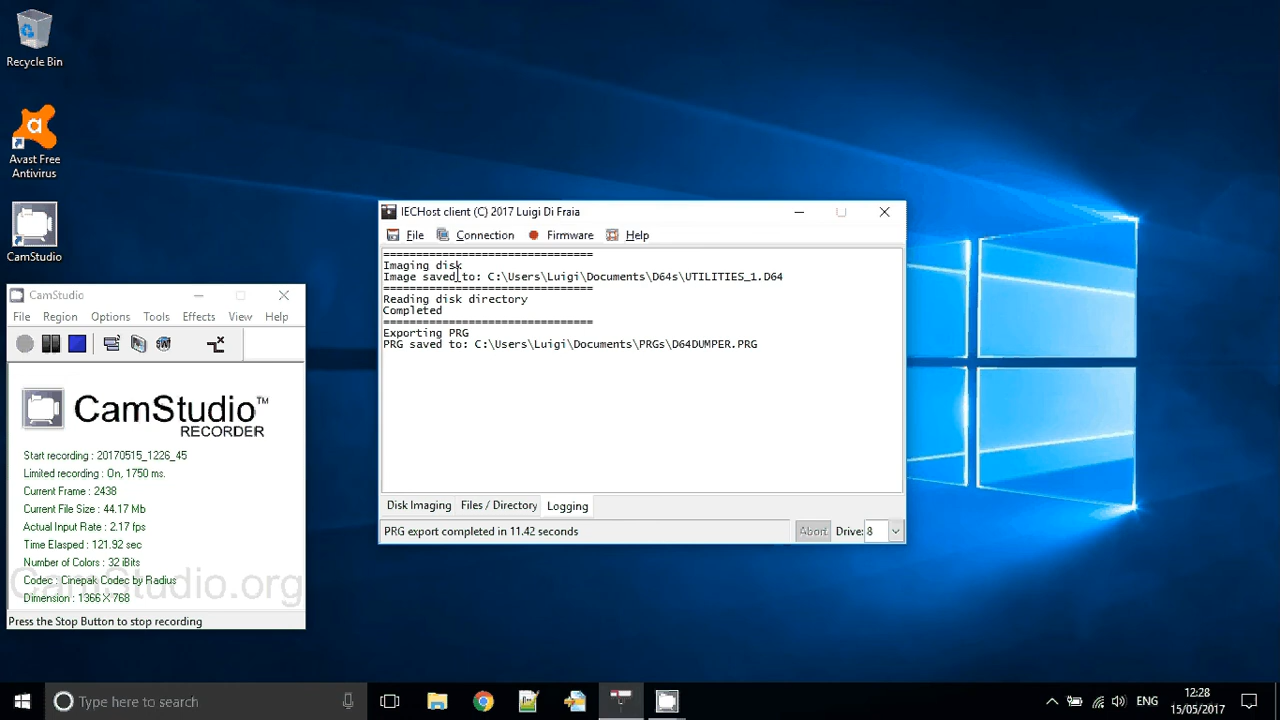 Recycle Bin
Avast Free
Antivirus
CamStudio
CamStudio
File Region Options Tools Effects View Help
CamStudio™
RECORDER
Start recording : 20170515_1226_45
Limited recording : On, 1750 ms.
Current Frame : 2438
Current File Size : 44.17 Mb
Actual Input Rate : 2.17 fps
Time Elasped : 121.92 sec
Number of Colors : 32 iBits
Codec : Cinepak Codec by Radius
CamStudio.org
Dimension : 1366 X 768
Press the Stop Button to stop recording
IECHost client (C) 2017 Luigi Di Fraia
File Connection Firmware Help
================================
Imaging disk
Image saved to: C:\Users\Luigi\Documents\D64s\UTILITIES_1.D64
================================
Reading disk directory
Completed
================================
Exporting PRG
PRG saved to: C:\Users\Luigi\Documents\PRGs\D64DUMPER.PRG
Disk Imaging Files / Directory Logging
PRG export completed in 11.42 seconds Abort Drive: 8
Type here to search
ENG
12:28
15/05/2017